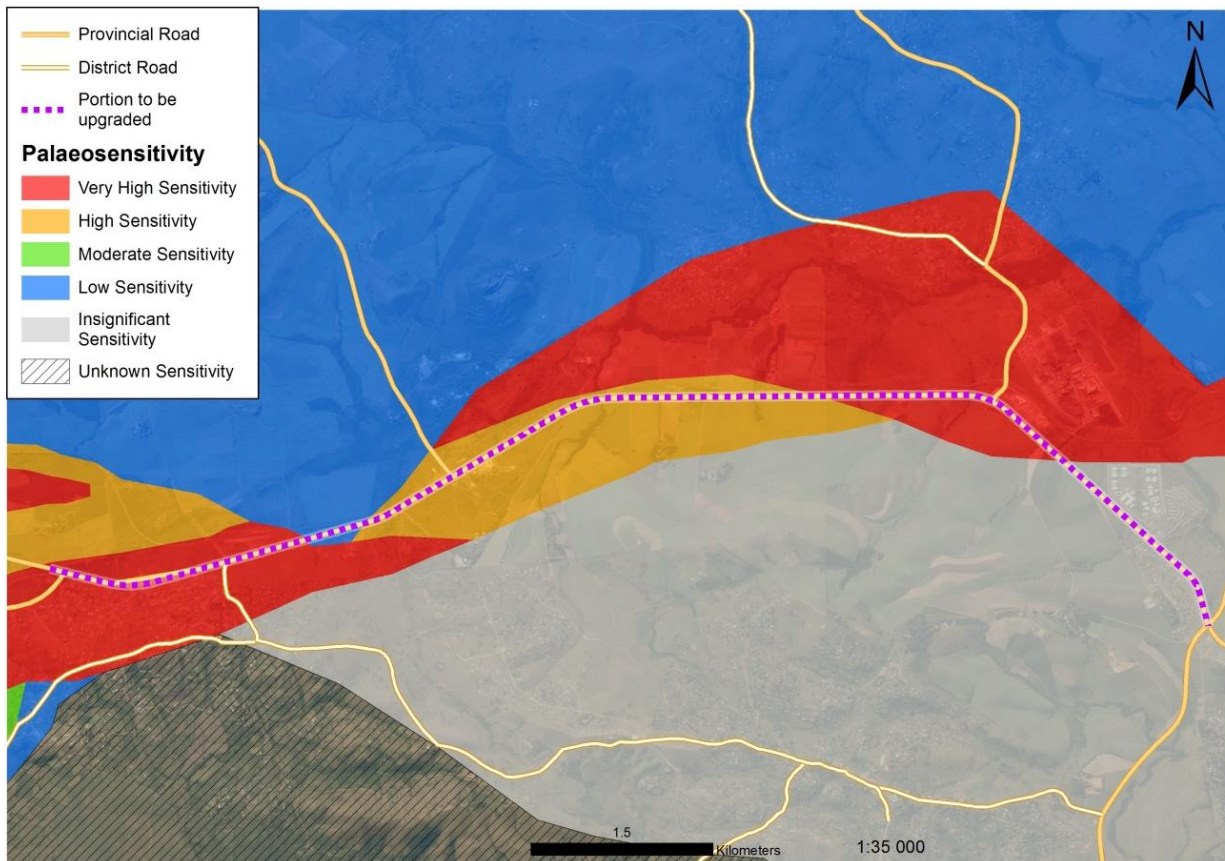 Provincial Road
District Road
Portion to be
upgraded
Palaeosensitivity
Very High Sensitivity
High Sensitivity
Moderate Sensitivity
Low Sensitivity
Insignificant
Sensitivity
Unknown Sensitivity
N
1.5
Kilometers
1:35 000